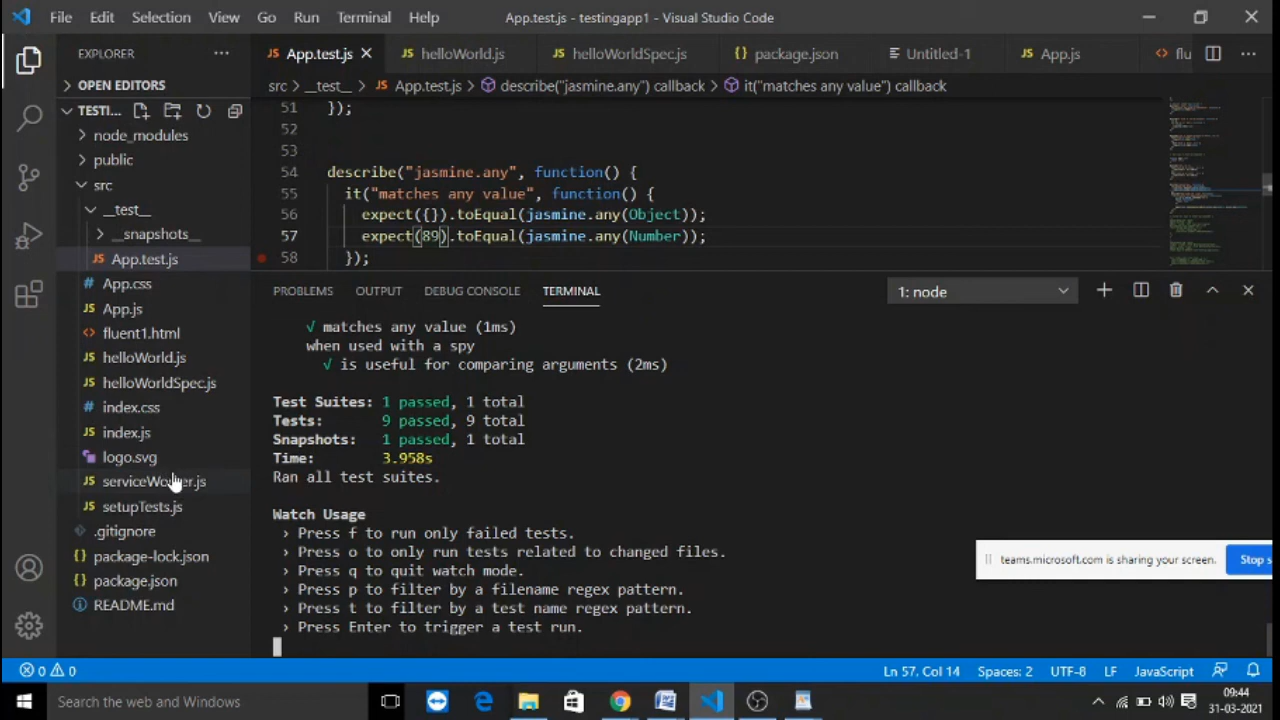 File Edit Selection View Go Run Terminal Help App.test.js - testingapp1 - Visual Studio Code
EXPLORER
OPEN EDITORS
TESTI...
node_modules
public
src
__test__
__snapshots__
App.test.js
App.css
App.js
fluent1.html
helloWorld.js
helloWorldSpec.js
index.css
index.js
logo.svg
serviceWorker.js
setupTests.js
.gitignore
package-lock.json
package.json
README.md
App.test.js helloWorld.js helloWorldSpec.js package.json Untitled-1 App.js flu
src > __test__ > App.test.js > describe("jasmine.any") callback > it("matches any value") callback
51 });
52
53
54 describe("jasmine.any", function() {
55 it("matches any value", function() {
56 expect({}).toEqual(jasmine.any(Object));
57 expect(89).toEqual(jasmine.any(Number));
58 });
PROBLEMS OUTPUT DEBUG CONSOLE TERMINAL 1: node
√ matches any value (1ms)
when used with a spy
√ is useful for comparing arguments (2ms)
Test Suites: 1 passed, 1 total
Tests: 9 passed, 9 total
Snapshots: 1 passed, 1 total
Time: 3.958s
Ran all test suites.
Watch Usage
› Press f to run only failed tests.
› Press o to only run tests related to changed files.
› Press q to quit watch mode.
› Press p to filter by a filename regex pattern.
› Press t to filter by a test name regex pattern.
› Press Enter to trigger a test run.
teams.microsoft.com is sharing your screen. Stop s
0 0 Ln 57, Col 14 Spaces: 2 UTF-8 LF JavaScript
Search the web and Windows
09:44
31-03-2021